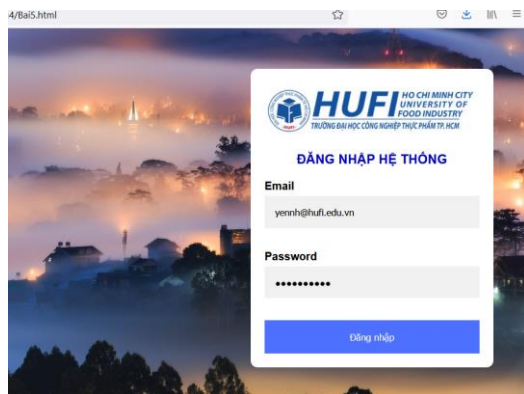 4/Bai5.html
HUFI
HO CHI MINH CITY
UNIVERSITY OF
FOOD INDUSTRY
TRƯỜNG ĐẠI HỌC CÔNG NGHIỆP THỰC PHẨM TP. HCM
ĐĂNG NHẬP HỆ THỐNG
Email
yennh@hufi.edu.vn
Password
••••••••••
Đăng nhập